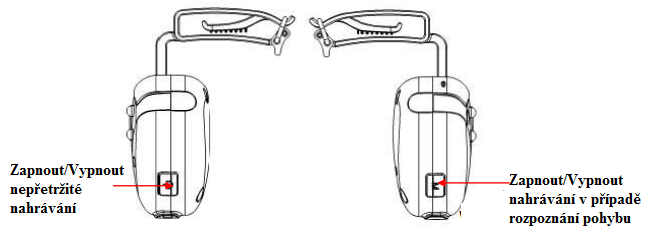 Zapnout/Vypnout
nepřetržité
nahrávání
Zapnout/Vypnout
nahrávání v případě
rozpoznání pohybu